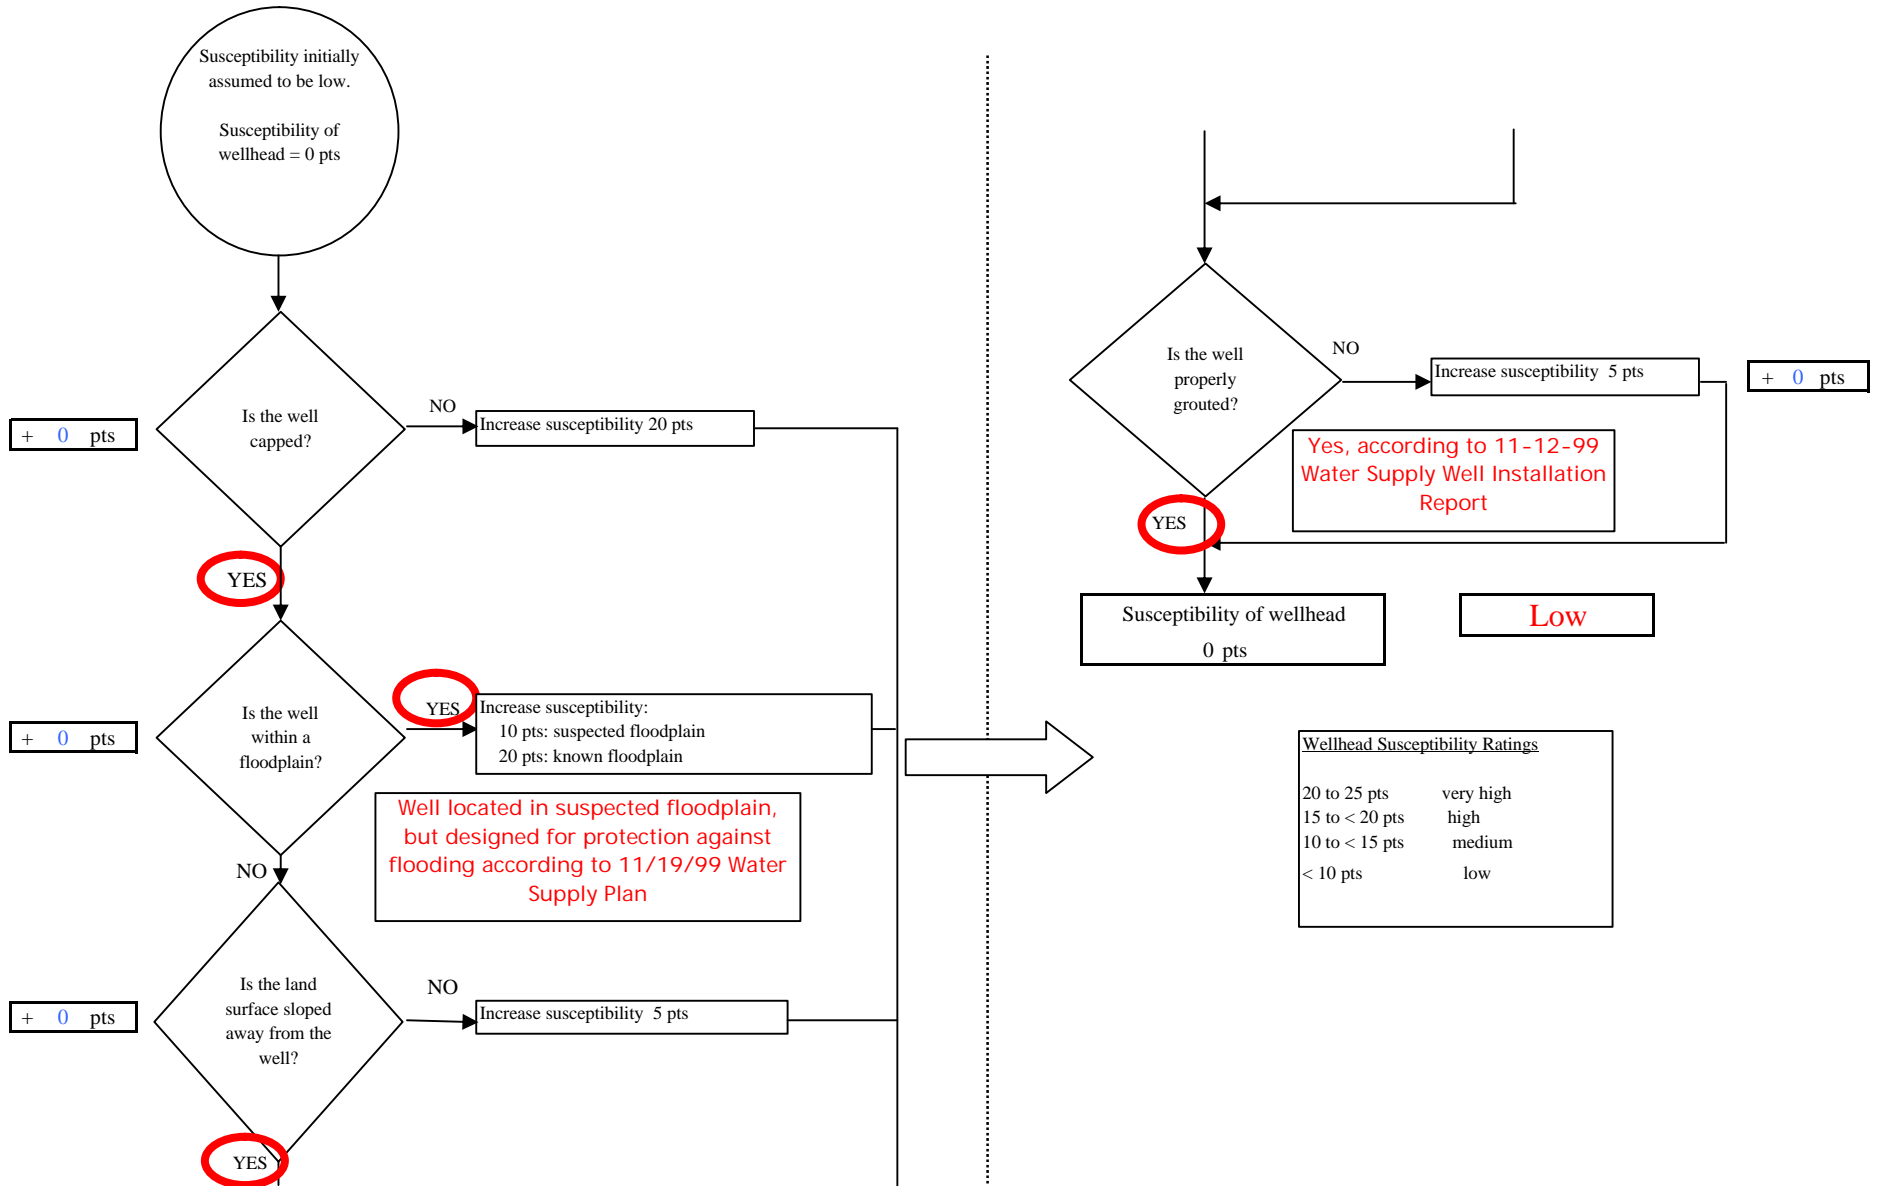 Susceptibility initially
assumed to be low.
Susceptibility of
wellhead = 0 pts
Is the well
capped?
NO
Increase susceptibility 20 pts
+ 0 pts
YES
Is the well
within a
floodplain?
YES
Increase susceptibility:
10 pts: suspected floodplain
20 pts: known floodplain
+ 0 pts
Well located in suspected floodplain,
but designed for protection against
flooding according to 11/19/99 Water
Supply Plan
NO
Is the land
surface sloped
away from the
well?
NO
Increase susceptibility 5 pts
+ 0 pts
YES
Is the well
properly
grouted?
NO
Increase susceptibility 5 pts
+ 0 pts
Yes, according to 11-12-99
Water Supply Well Installation
Report
YES
Susceptibility of wellhead
0 pts
Low
Wellhead Susceptibility Ratings
20 to 25 pts very high
15 to < 20 pts high
10 to < 15 pts medium
< 10 pts low